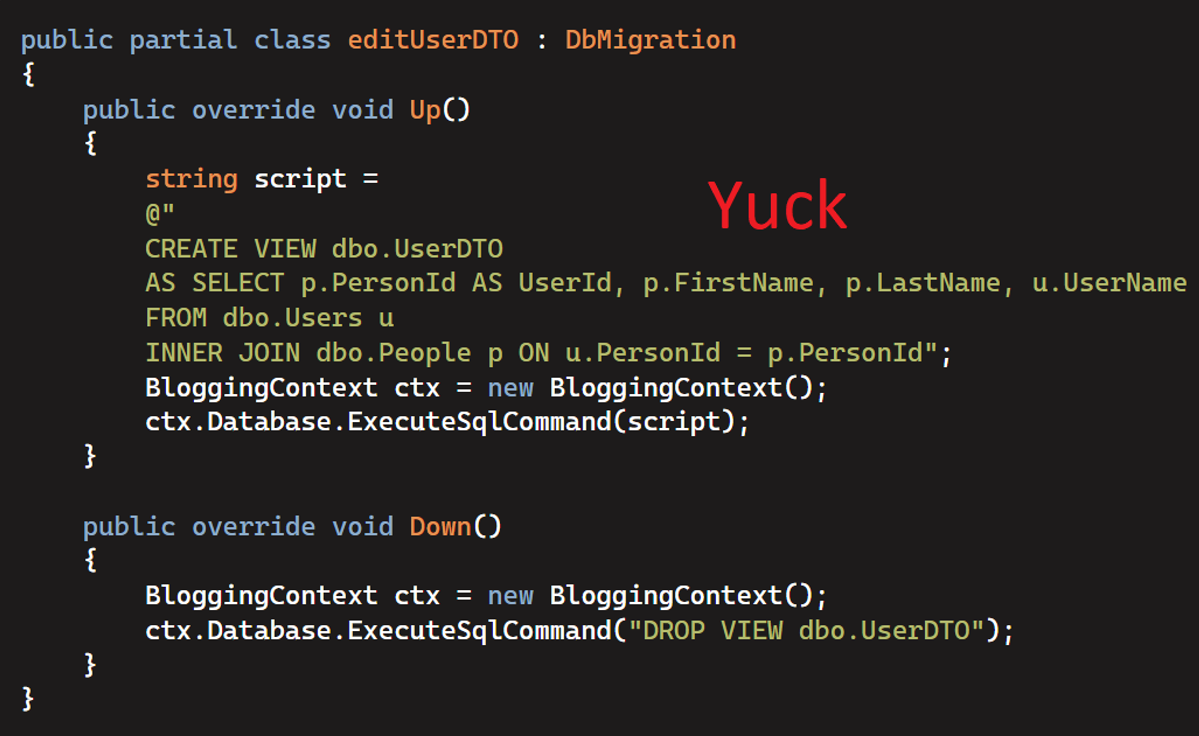 public partial class editUserDTO : DbMigration
{
public override void Up()
{
string script =
Yuck
@"
CREATE VIEW dbo.UserDTO
AS SELECT p.PersonId AS UserId, p.FirstName, p.LastName, u.UserName
FROM dbo.Users u
INNER JOIN dbo.People p ON u.PersonId = p.PersonId";
BloggingContext ctx = new BloggingContext();
ctx.Database.ExecuteSqlCommand(script);
}
public override void Down()
{
BloggingContext ctx = new BloggingContext();
ctx.Database.ExecuteSqlCommand("DROP VIEW dbo.UserDTO");
}
}